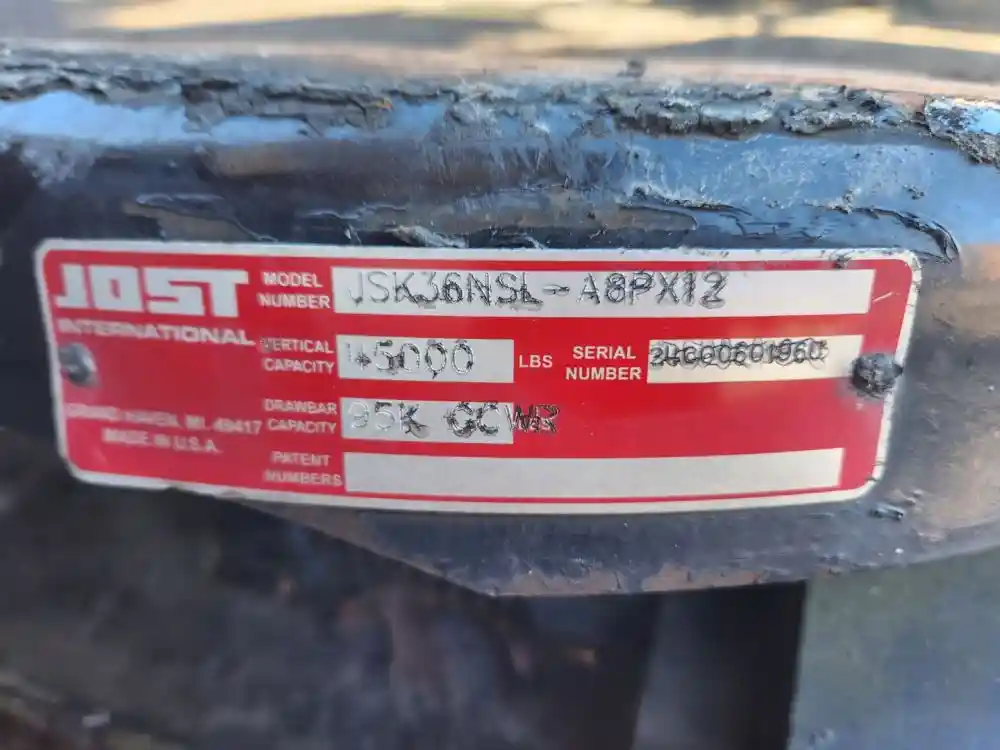 JOST
INTERNATIONAL
GRAND HAVEN, MI. 49417
MADE IN U.S.A.
MODEL NUMBER JSK36NSL-A8PX12
VERTICAL CAPACITY 45000 LBS
SERIAL NUMBER
DRAWBAR CAPACITY 95K GCWR
PATENT NUMBERS